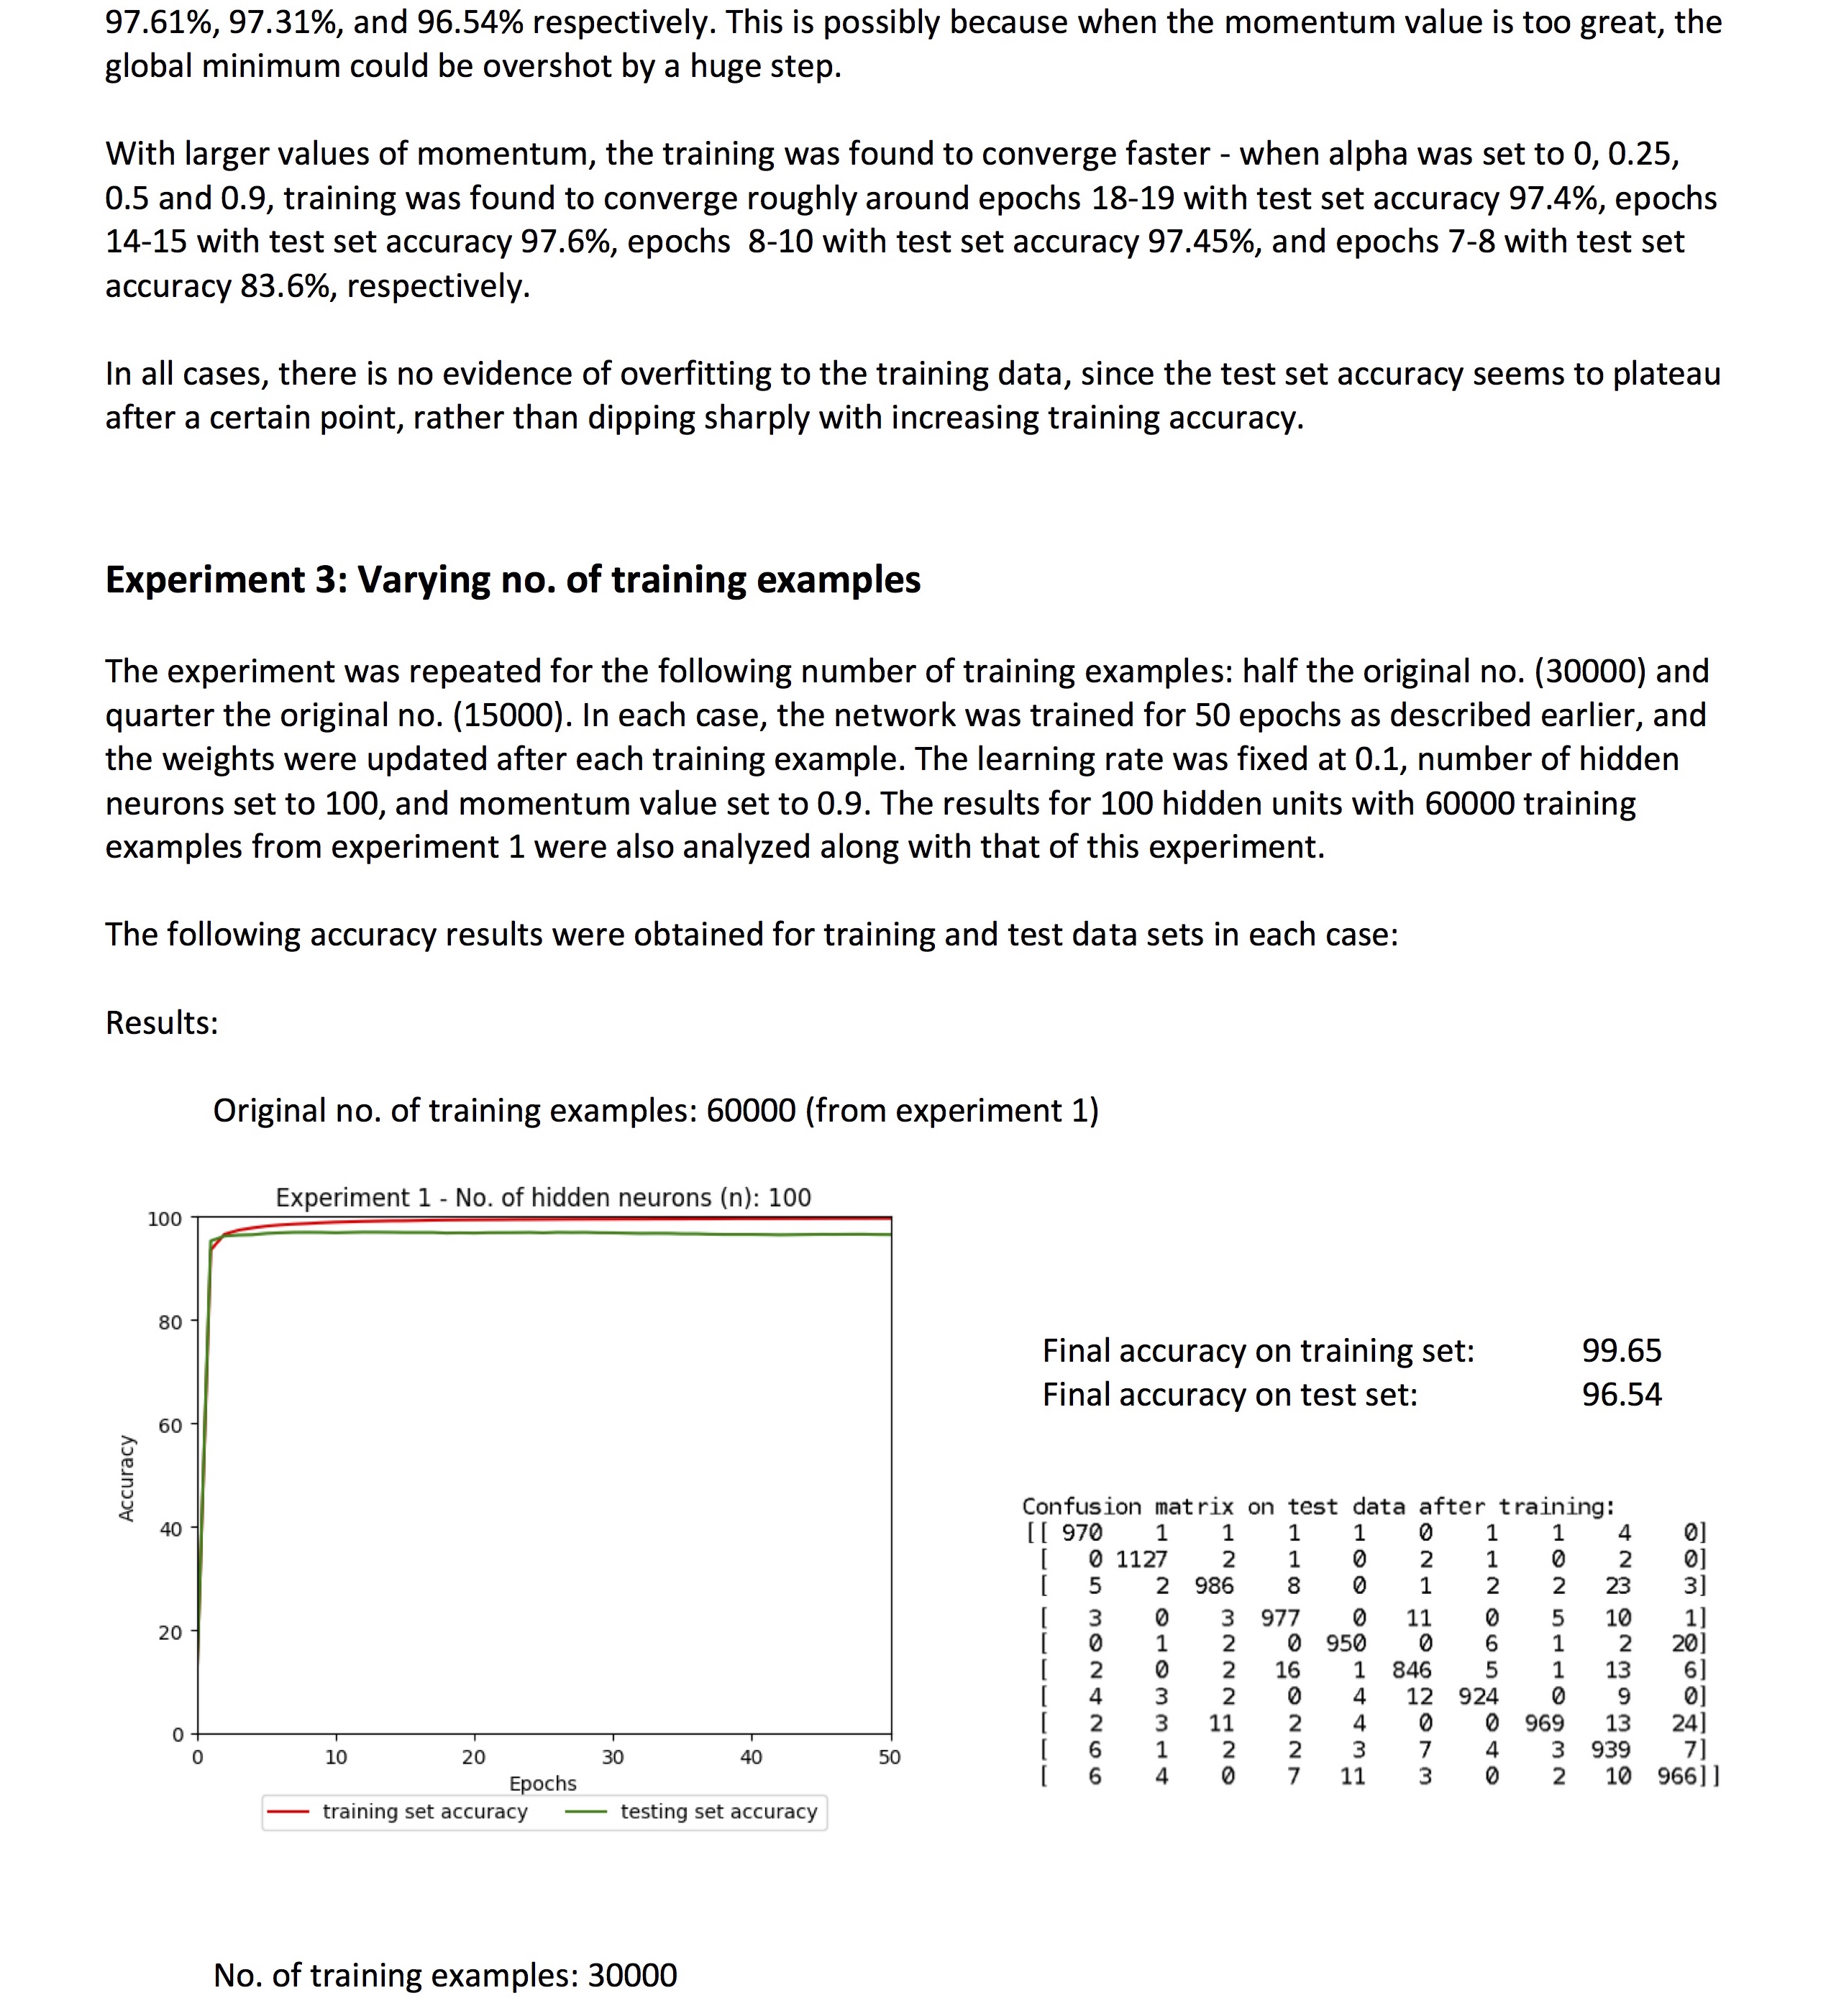 97.61%, 97.31%, and 96.54% respectively. This is possibly because when the momentum value is too great, the
global minimum could be overshot by a huge step.
With larger values of momentum, the training was found to converge faster - when alpha was set to 0, 0.25,
0.5 and 0.9, training was found to converge roughly around epochs 18-19 with test set accuracy 97.4%, epochs
14-15 with test set accuracy 97.6%, epochs  8-10 with test set accuracy 97.45%, and epochs 7-8 with test set
accuracy 83.6%, respectively.
In all cases, there is no evidence of overfitting to the training data, since the test set accuracy seems to plateau
after a certain point, rather than dipping sharply with increasing training accuracy.
Experiment 3: Varying no. of training examples
The experiment was repeated for the following number of training examples: half the original no. (30000) and
quarter the original no. (15000). In each case, the network was trained for 50 epochs as described earlier, and
the weights were updated after each training example. The learning rate was fixed at 0.1, number of hidden
neurons set to 100, and momentum value set to 0.9. The results for 100 hidden units with 60000 training
examples from experiment 1 were also analyzed along with that of this experiment.
The following accuracy results were obtained for training and test data sets in each case:
Results:
Original no. of training examples: 60000 (from experiment 1)
Experiment 1 - No. of hidden neurons (n): 100
100
80
60
40
20
0
Accuracy
0 10 20 30 40 50
Epochs
training set accuracy testing set accuracy
Final accuracy on training set: 99.65
Final accuracy on test set: 96.54
Confusion matrix on test data after training:
[[ 970 1 1 1 1 0 1 1 4 0]
[ 0 1127 2 1 0 2 1 0 2 0]
[ 5 2 986 8 0 1 2 2 23 3]
[ 3 0 3 977 0 11 0 5 10 1]
[ 0 1 2 0 950 0 6 1 2 20]
[ 2 0 2 16 1 846 5 1 13 6]
[ 4 3 2 0 4 12 924 0 9 0]
[ 2 3 11 2 4 0 0 969 13 24]
[ 6 1 2 2 3 7 4 3 939 7]
[ 6 4 0 7 11 3 0 2 10 966]]
No. of training examples: 30000